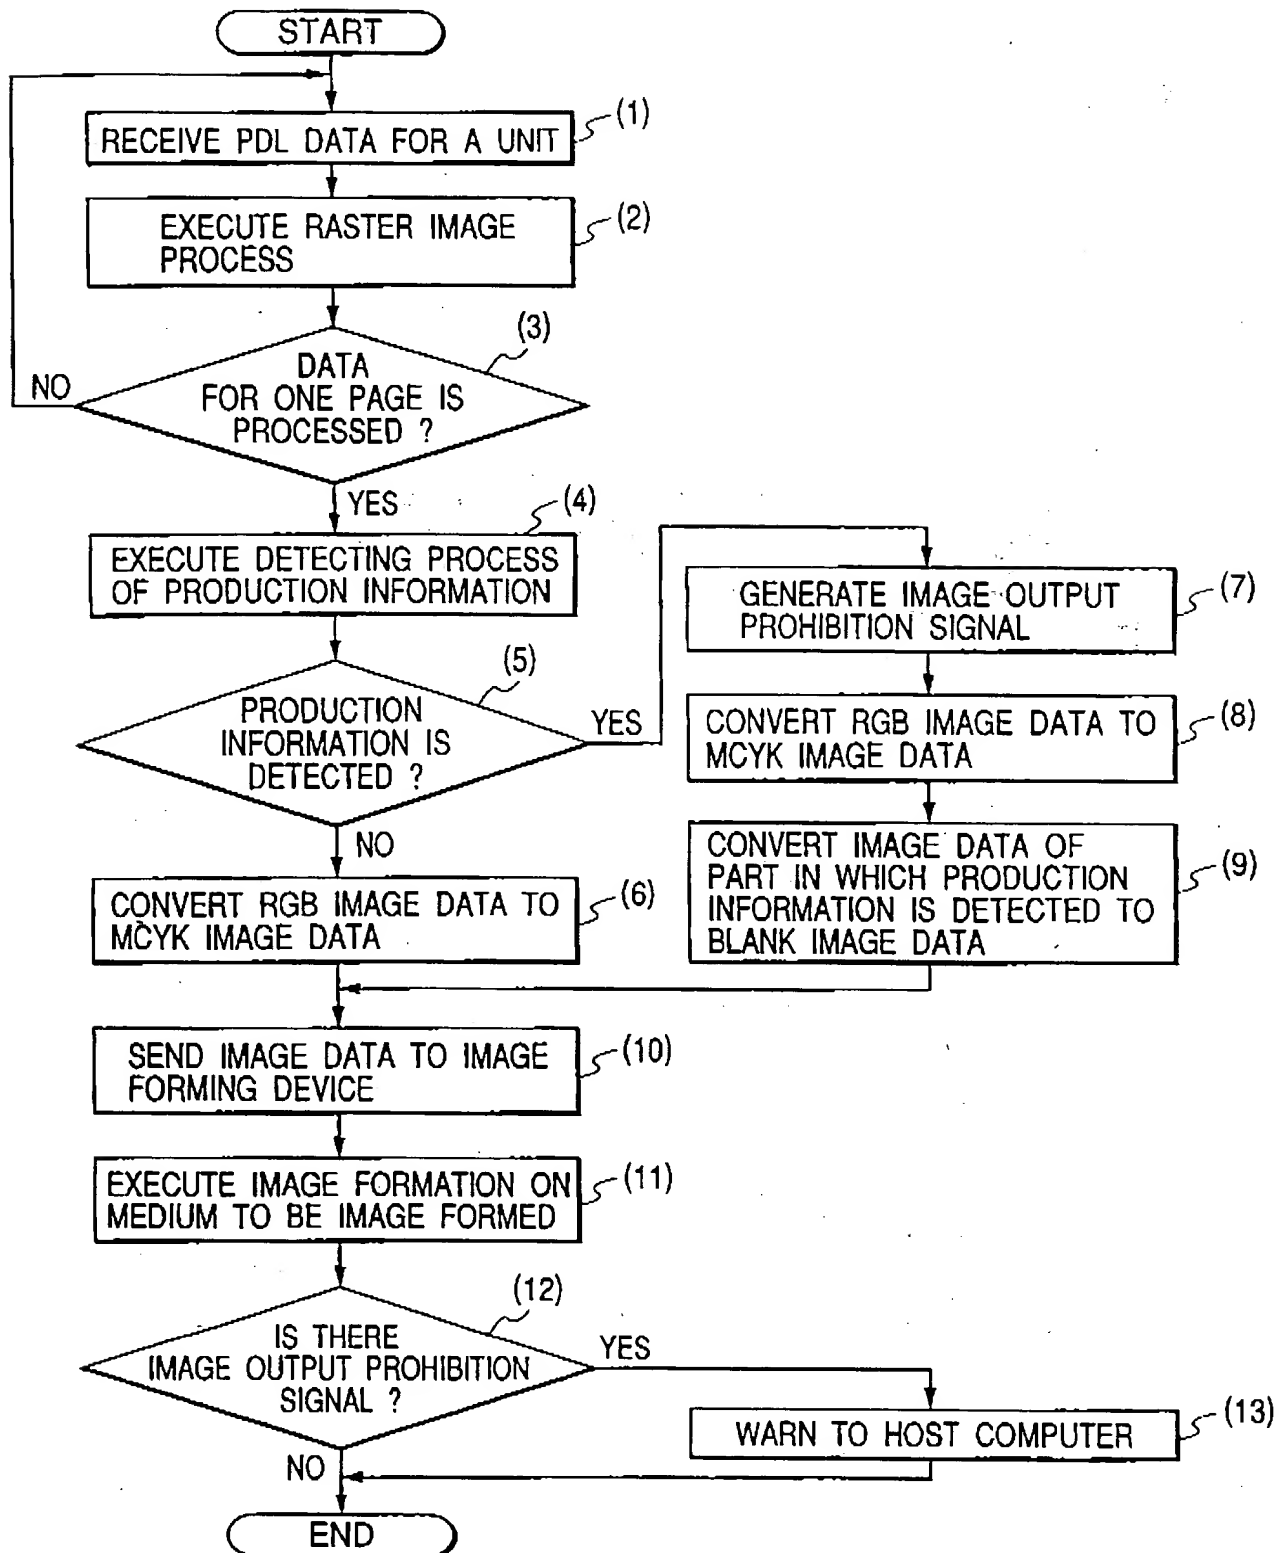 START
(1)
RECEIVE PDL DATA FOR A UNIT
(2)
EXECUTE RASTER IMAGE
PROCESS
(3)
DATA
FOR ONE PAGE IS
PROCESSED ?
NO
YES
(4)
EXECUTE DETECTING PROCESS
OF PRODUCTION INFORMATION
(5)
PRODUCTION
INFORMATION IS
DETECTED ?
YES
NO
(6)
CONVERT RGB IMAGE DATA TO
MCYK IMAGE DATA
(7)
GENERATE IMAGE OUTPUT
PROHIBITION SIGNAL
(8)
CONVERT RGB IMAGE DATA TO
MCYK IMAGE DATA
(9)
CONVERT IMAGE DATA OF
PART IN WHICH PRODUCTION
INFORMATION IS DETECTED TO
BLANK IMAGE DATA
(10)
SEND IMAGE DATA TO IMAGE
FORMING DEVICE
(11)
EXECUTE IMAGE FORMATION ON
MEDIUM TO BE IMAGE FORMED
(12)
IS THERE
IMAGE OUTPUT PROHIBITION
SIGNAL ?
YES
(13)
WARN TO HOST COMPUTER
NO
END